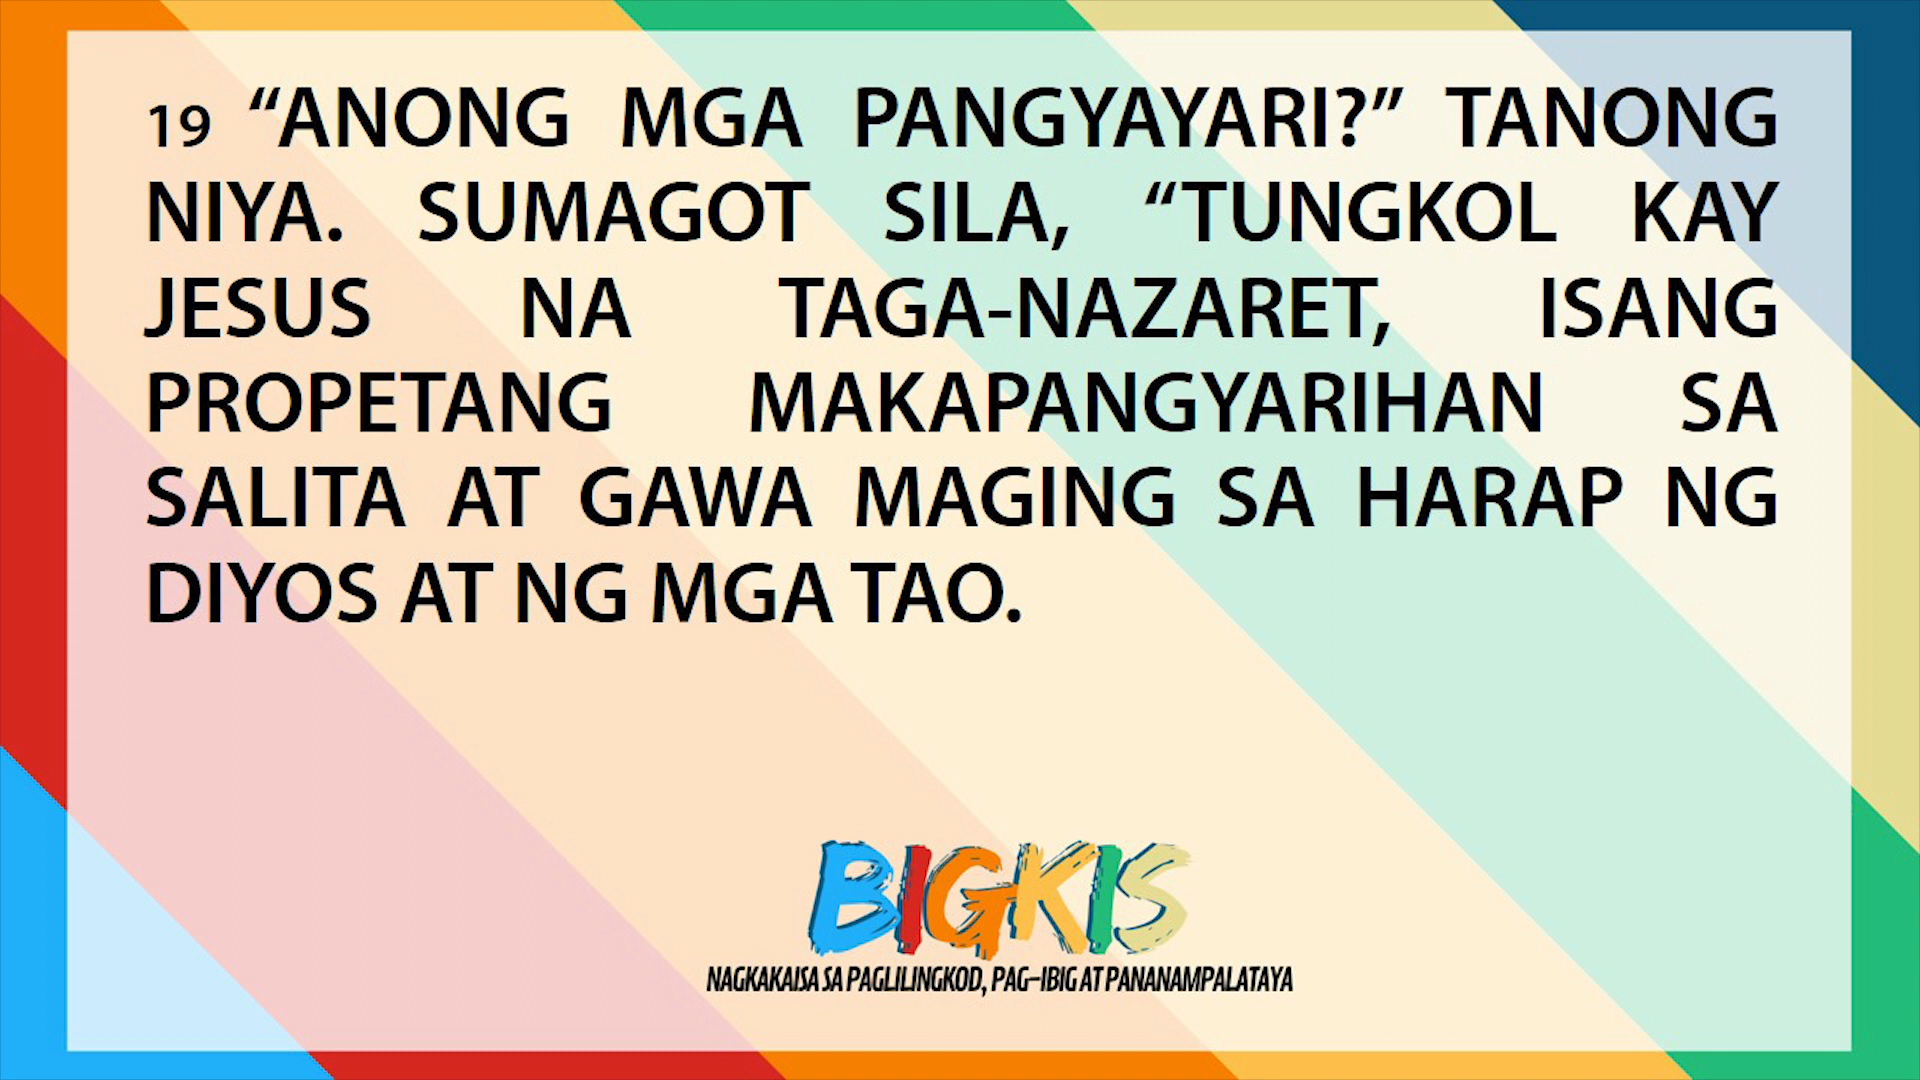 19 “ANONG MGA PANGYAYARI?” TANONG
NIYA. SUMAGOT SILA, “TUNGKOL KAY
JESUS NA TAGA-NAZARET, ISANG
PROPETANG MAKAPANGYARIHAN SA
SALITA AT GAWA MAGING SA HARAP NG
DIYOS AT NG MGA TAO.
BIGKIS
NAGKAKAISA SA PAGLILINGKOD, PAG-IBIG AT PANANAMPALATAYA